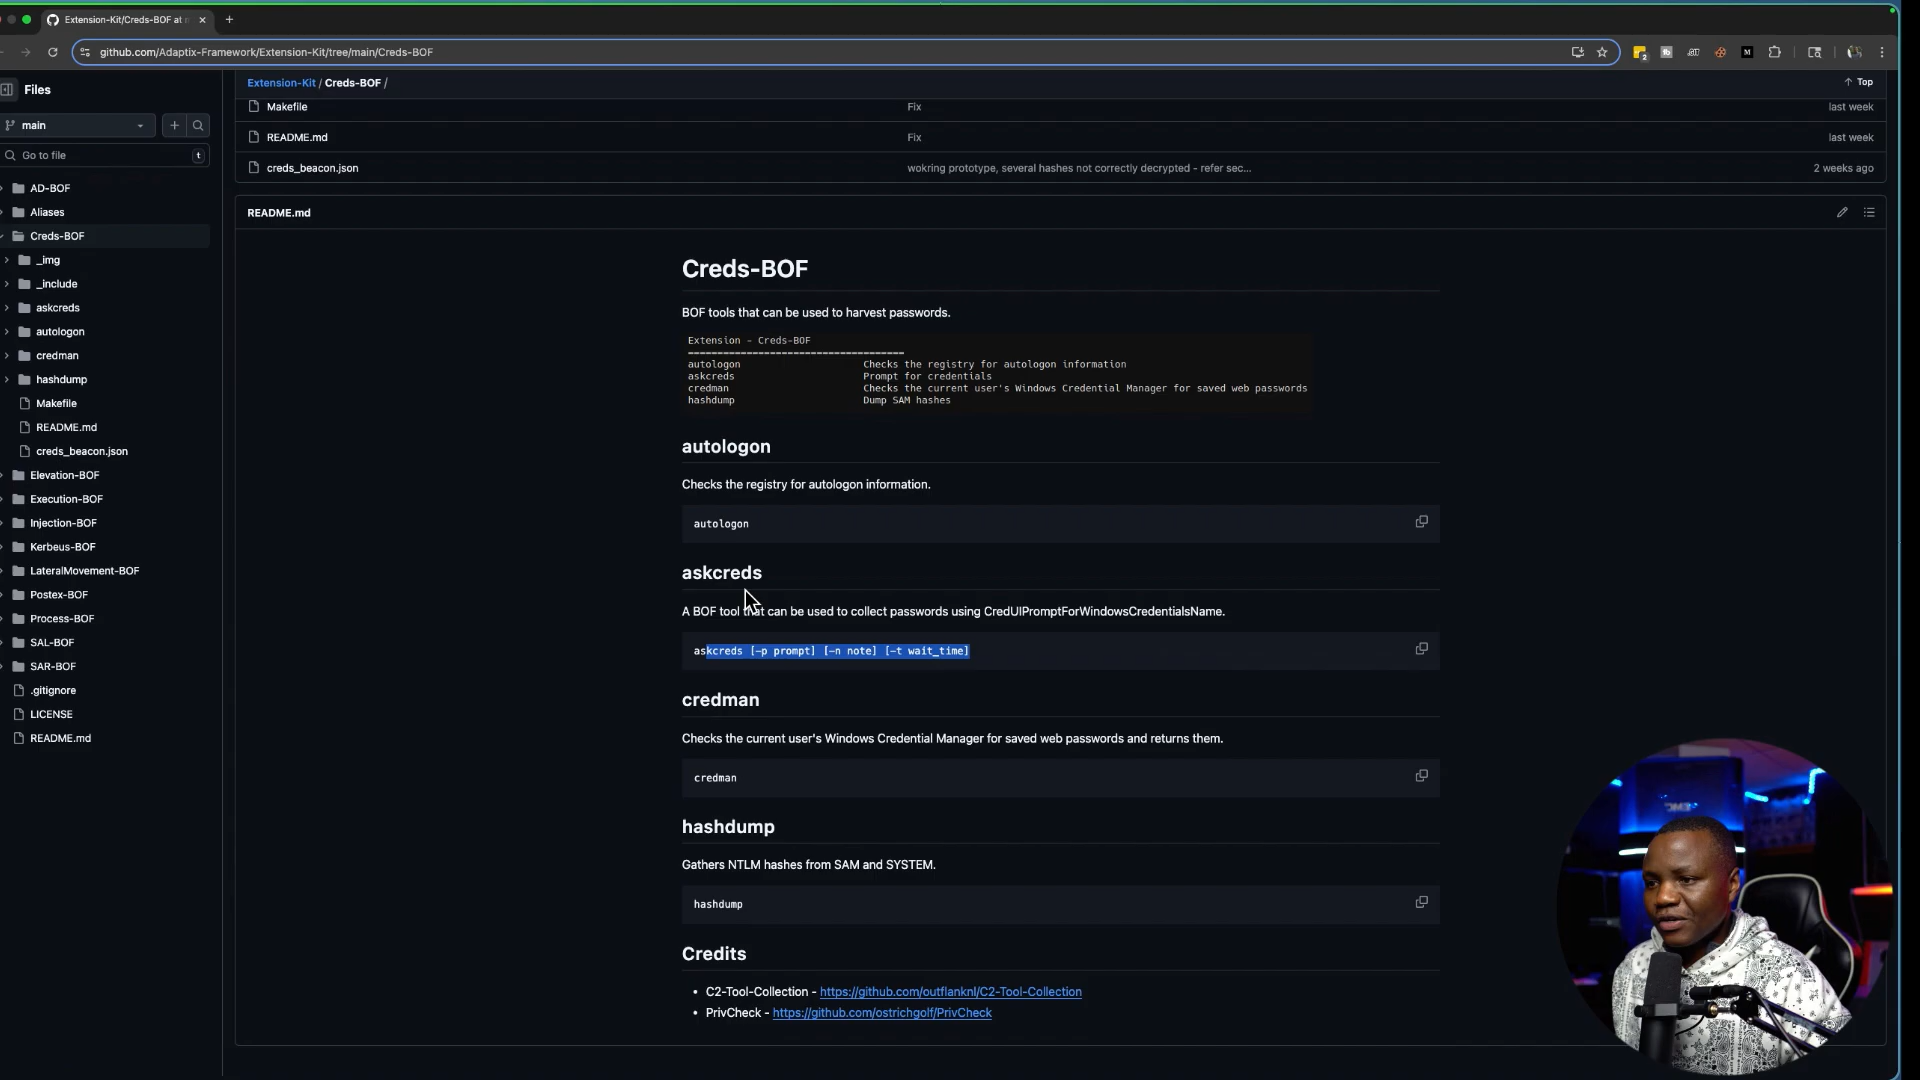 Extension-Kit/Creds-BOF at m
github.com/Adaptix-Framework/Extension-Kit/tree/main/Creds-BOF
Files
main
Go to file
t
AD-BOF
Aliases
Creds-BOF
_img
_include
askcreds
autologon
credman
hashdump
Makefile
README.md
creds_beacon.json
Elevation-BOF
Execution-BOF
Injection-BOF
Kerbeus-BOF
LateralMovement-BOF
Postex-BOF
Process-BOF
SAL-BOF
SAR-BOF
.gitignore
LICENSE
README.md
Extension-Kit / Creds-BOF /
Top
Makefile Fix last week
README.md Fix last week
creds_beacon.json wokring prototype, several hashes not correctly decrypted - refer sec... 2 weeks ago
README.md
Creds-BOF
BOF tools that can be used to harvest passwords.
Extension - Creds-BOF
=====================================
autologon Checks the registry for autologon information
askcreds Prompt for credentials
credman Checks the current user's Windows Credential Manager for saved web passwords
hashdump Dump SAM hashes
autologon
Checks the registry for autologon information.
autologon
askcreds
A BOF tool that can be used to collect passwords using CredUIPromptForWindowsCredentialsName.
askcreds [-p prompt] [-n note] [-t wait_time]
credman
Checks the current user's Windows Credential Manager for saved web passwords and returns them.
credman
hashdump
Gathers NTLM hashes from SAM and SYSTEM.
hashdump
Credits
• C2-Tool-Collection - https://github.com/outflanknl/C2-Tool-Collection
• PrivCheck - https://github.com/ostrichgolf/PrivCheck